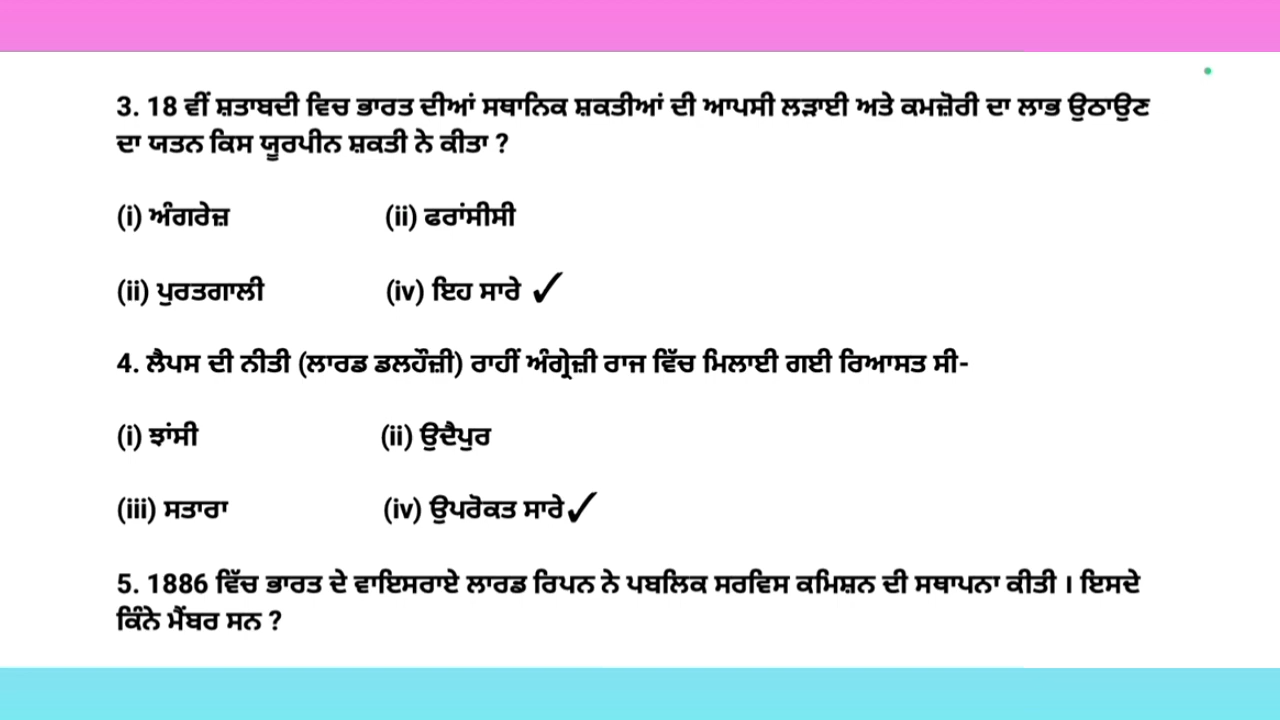 3. 18 ਵੀਂ ਸ਼ਤਾਬਦੀ ਵਿਚ ਭਾਰਤ ਦੀਆਂ ਸਥਾਨਿਕ ਸ਼ਕਤੀਆਂ ਦੀ ਆਪਸੀ ਲੜਾਈ ਅਤੇ ਕਮਜ਼ੋਰੀ ਦਾ ਲਾਭ ਉਠਾਉਣ
ਦਾ ਯਤਨ ਕਿਸ ਯੂਰਪੀਨ ਸ਼ਕਤੀ ਨੇ ਕੀਤਾ ?
(i) ਅੰਗਰੇਜ਼ (ii) ਫਰਾਂਸੀਸੀ
(ii) ਪੁਰਤਗਾਲੀ (iv) ਇਹ ਸਾਰੇ ✓
4. ਲੈਪਸ ਦੀ ਨੀਤੀ (ਲਾਰਡ ਡਲਹੌਜ਼ੀ) ਰਾਹੀਂ ਅੰਗ੍ਰੇਜ਼ੀ ਰਾਜ ਵਿੱਚ ਮਿਲਾਈ ਗਈ ਰਿਆਸਤ ਸੀ-
(i) ਝਾਂਸੀ (ii) ਉਦੈਪੁਰ
(iii) ਸਤਾਰਾ (iv) ਉਪਰੋਕਤ ਸਾਰੇ ✓
5. 1886 ਵਿੱਚ ਭਾਰਤ ਦੇ ਵਾਇਸਰਾਏ ਲਾਰਡ ਰਿਪਨ ਨੇ ਪਬਲਿਕ ਸਰਵਿਸ ਕਮਿਸ਼ਨ ਦੀ ਸਥਾਪਨਾ ਕੀਤੀ । ਇਸਦੇ
ਕਿੰਨੇ ਮੈਂਬਰ ਸਨ ?